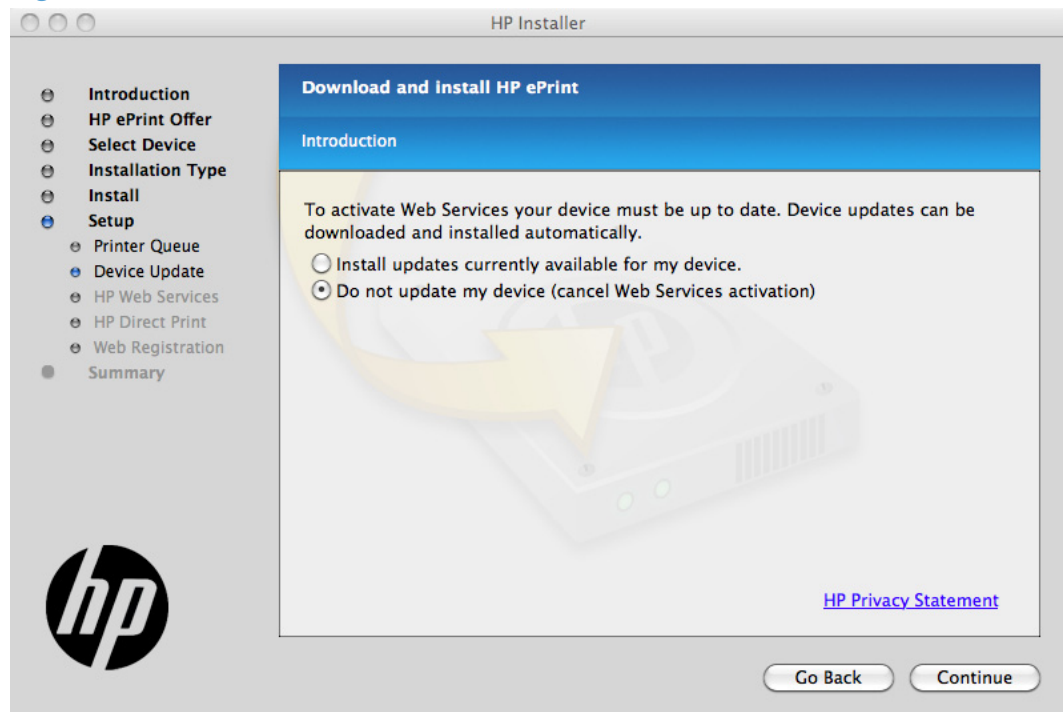 HP Installer
Introduction
HP ePrint Offer
Select Device
Installation Type
Install
Setup
Printer Queue
Device Update
HP Web Services
HP Direct Print
Web Registration
Summary
Download and install HP ePrint
Introduction
To activate Web Services your device must be up to date. Device updates can be
downloaded and installed automatically.
Install updates currently available for my device.
Do not update my device (cancel Web Services activation)
HP Privacy Statement
hp
Go Back
Continue